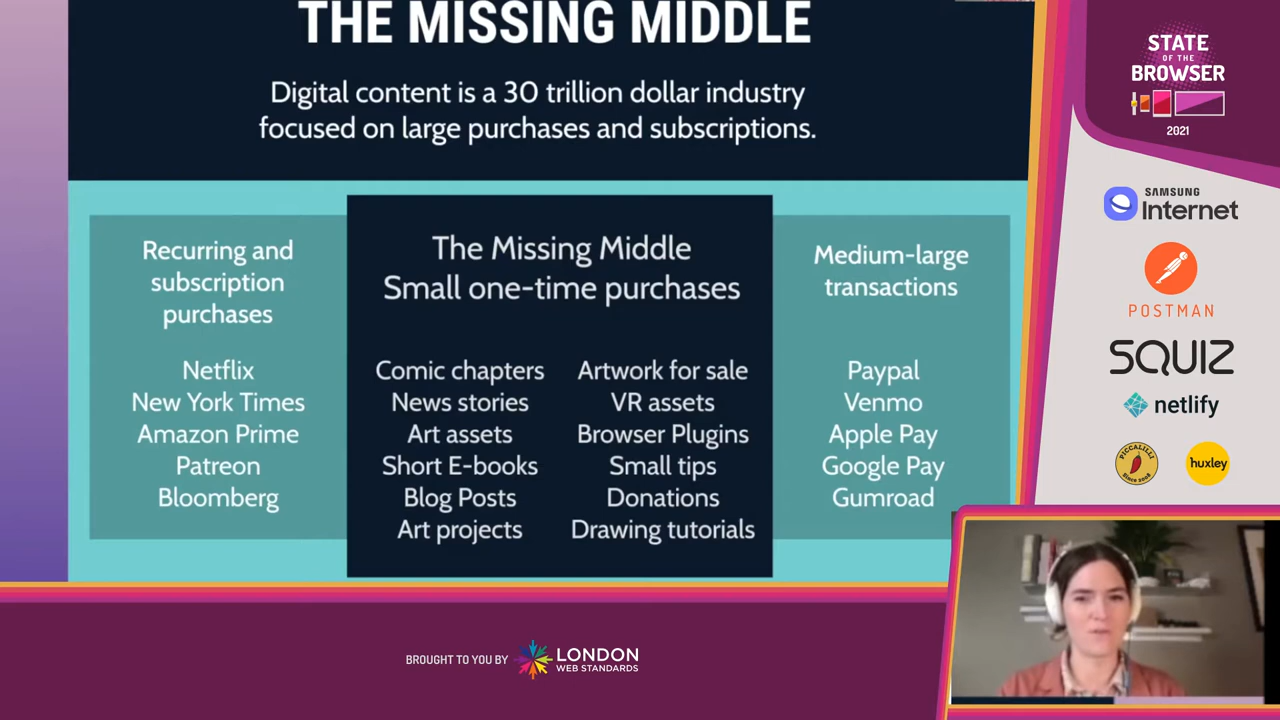 THE MISSING MIDDLE
Digital content is a 30 trillion dollar industry
focused on large purchases and subscriptions.
Recurring and
subscription
purchases
Netflix
New York Times
Amazon Prime
Patreon
Bloomberg
The Missing Middle
Small one-time purchases
Comic chapters
News stories
Art assets
Short E-books
Blog Posts
Art projects
Artwork for sale
VR assets
Browser Plugins
Small tips
Donations
Drawing tutorials
Medium-large
transactions
Paypal
Venmo
Apple Pay
Google Pay
Gumroad
STATE
OF THE
BROWSER
2021
SAMSUNG
Internet
POSTMAN
SQUIZ
netlify
PICCALILLI
Since 2008
huxley
BROUGHT TO YOU BY
LONDON
WEB STANDARDS